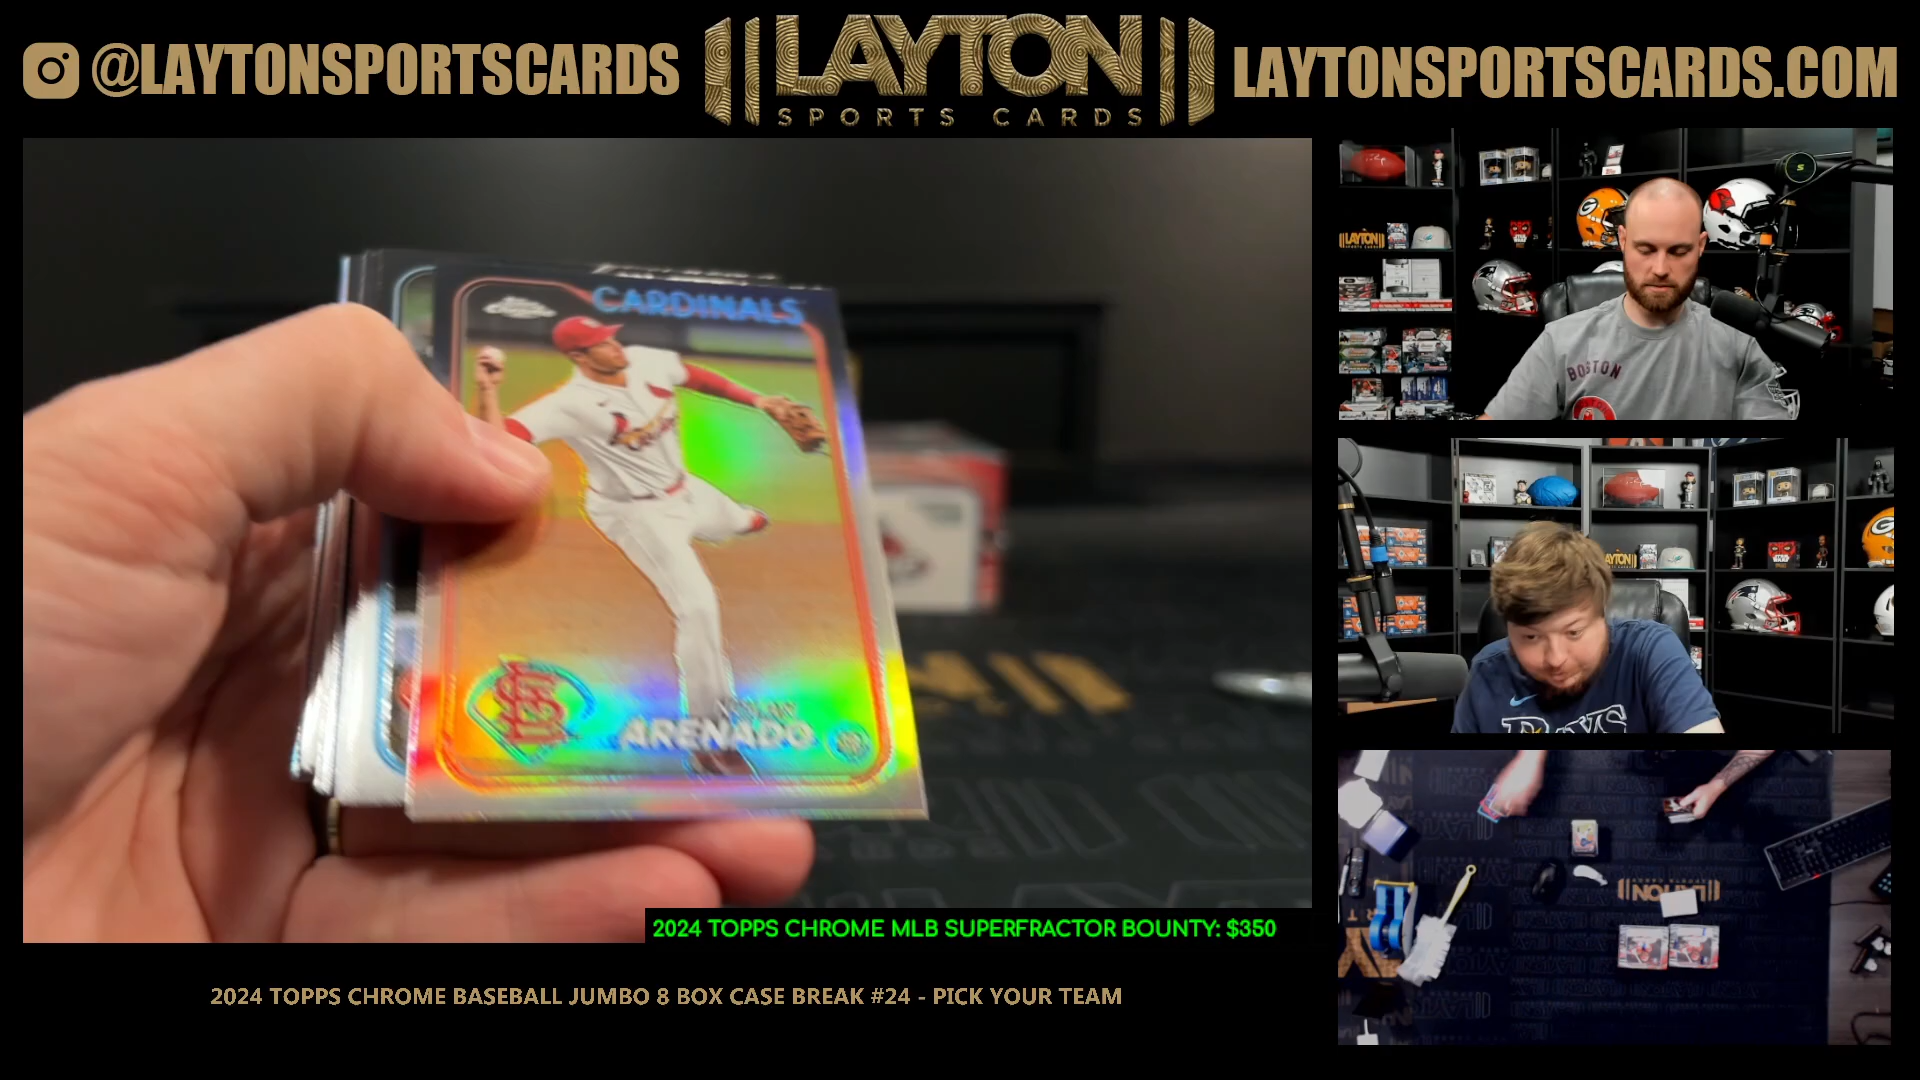 @LAYTONSPORTSCARDS
LAYTON
SPORTS CARDS
LAYTONSPORTSCARDS.COM
CARDINALS
ARENADO
BOSTON
LAYTON
2024 TOPPS CHROME MLB SUPERFRACTOR BOUNTY: $350
2024 TOPPS CHROME BASEBALL JUMBO 8 BOX CASE BREAK #24 - PICK YOUR TEAM